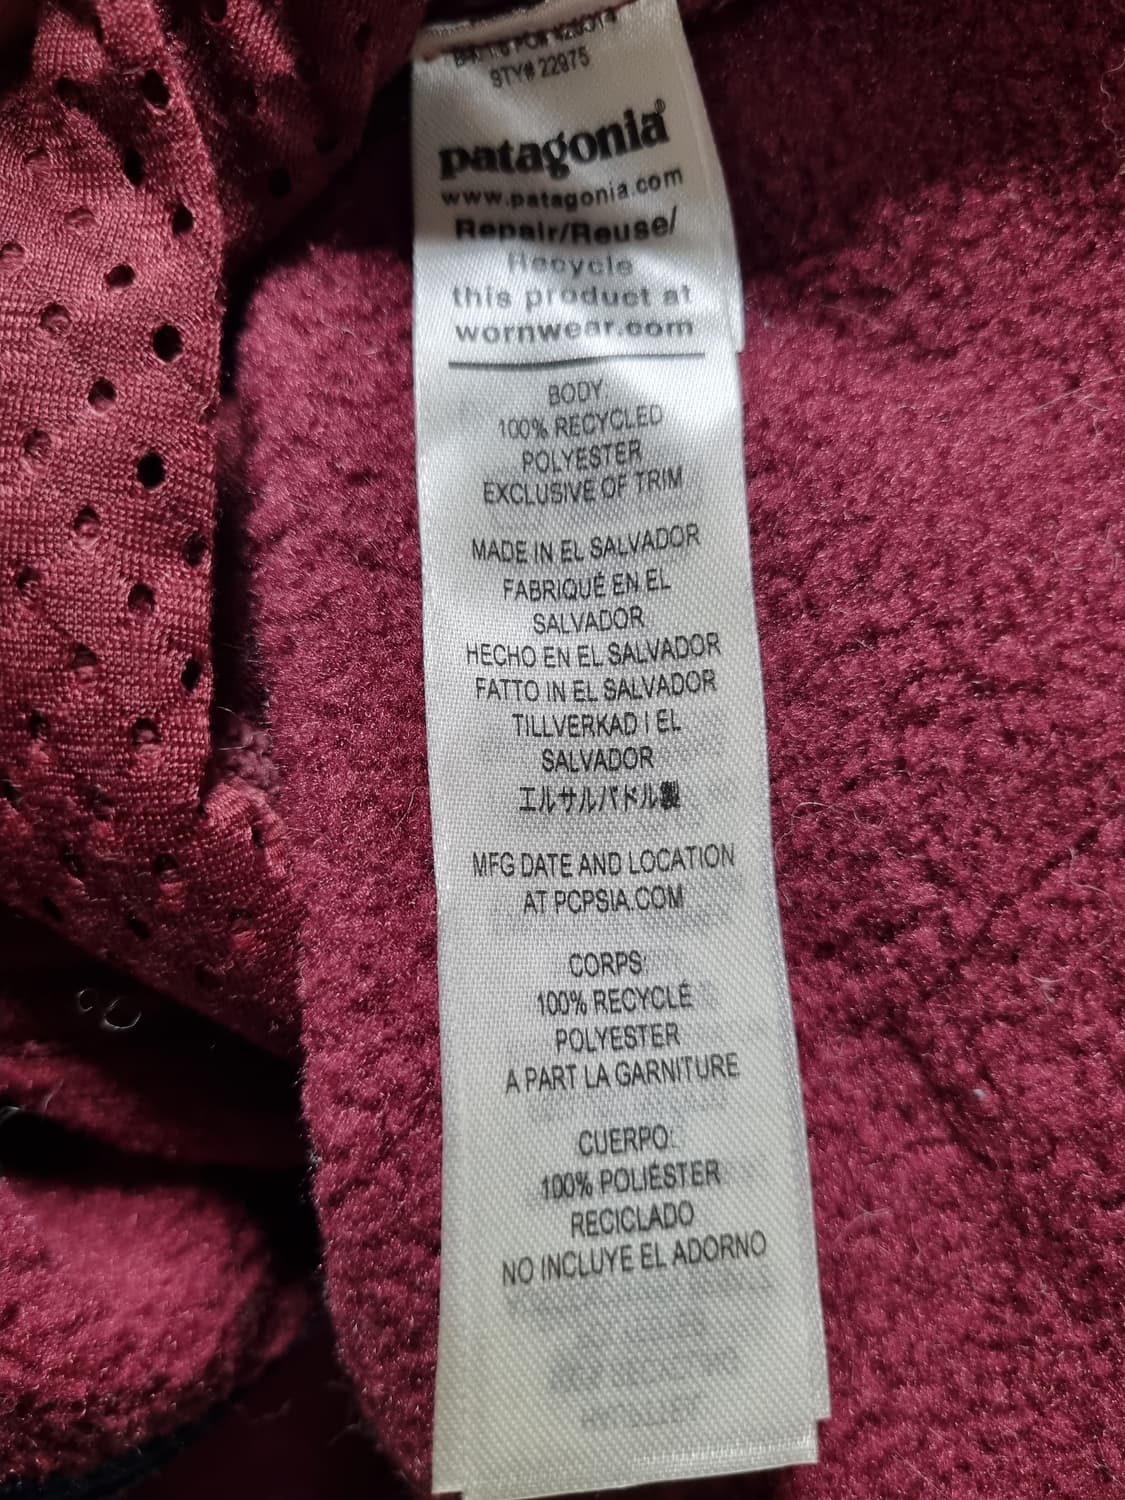 STY# 22975
patagonia®
www.patagonia.com
Repair/Reuse/
Recycle
this product at
wornwear.com
BODY:
100% RECYCLED
POLYESTER
EXCLUSIVE OF TRIM
MADE IN EL SALVADOR
FABRIQUÉ EN EL
SALVADOR
HECHO EN EL SALVADOR
FATTO IN EL SALVADOR
TILLVERKAD I EL
SALVADOR
エルサルバドル製
MFG DATE AND LOCATION
AT PCPSIA.COM
CORPS:
100% RECYCLÉ
POLYESTER
A PART LA GARNITURE
CUERPO:
100% POLIÉSTER
RECICLADO
NO INCLUYE EL ADORNO